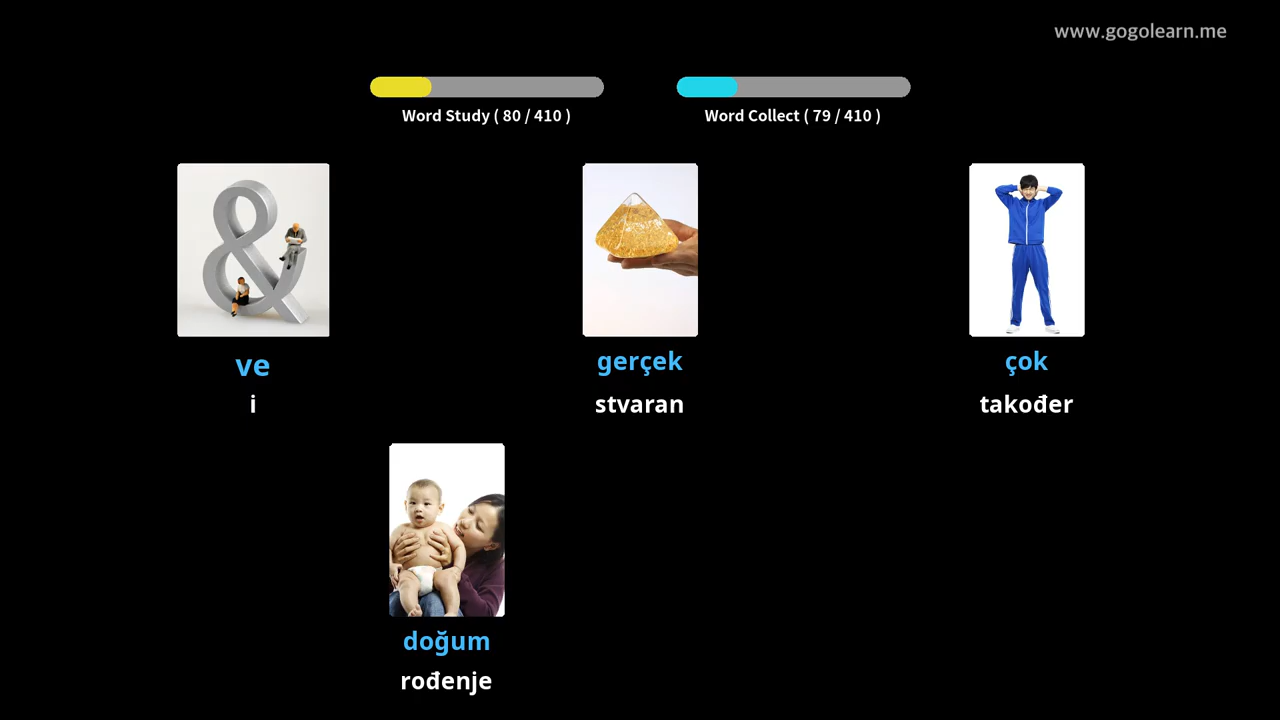 www.gogolearn.me
Word Study ( 80 / 410 )
Word Collect ( 79 / 410 )
ve
i
gerçek
stvaran
çok
također
doğum
rođenje